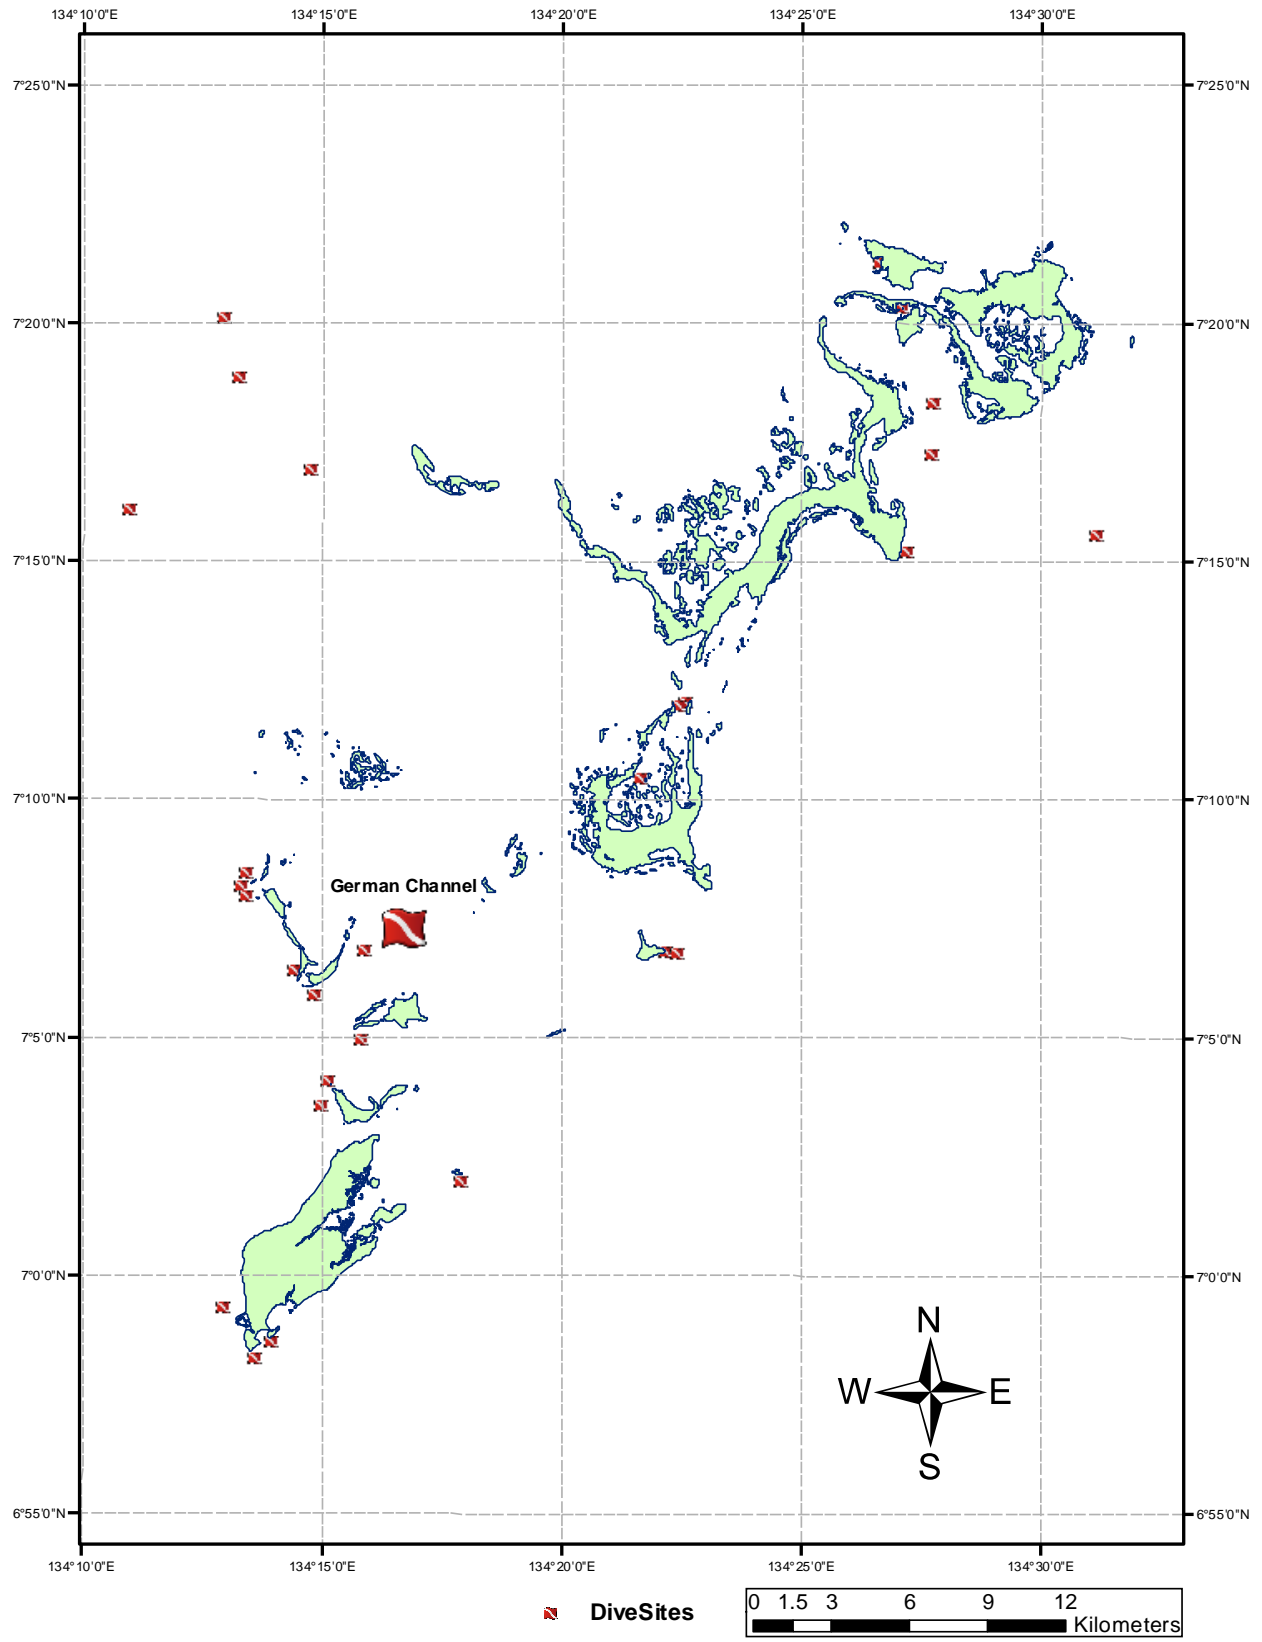 134°10'0"E 134°15'0"E 134°20'0"E 134°25'0"E 134°30'0"E
7°25'0"N 7°25'0"N
7°20'0"N 7°20'0"N
7°15'0"N 7°15'0"N
7°10'0"N 7°10'0"N
German Channel
7°5'0"N 7°5'0"N
7°0'0"N 7°0'0"N
N
W E
S
6°55'0"N 6°55'0"N
134°10'0"E 134°15'0"E 134°20'0"E 134°25'0"E 134°30'0"E
DiveSites
0 1.5 3 6 9 12
Kilometers